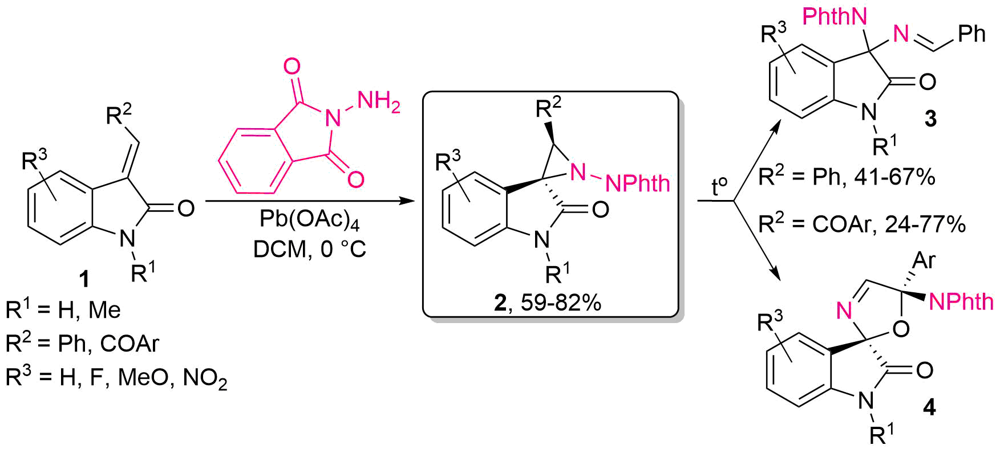 R² R³ O N R¹
1
R¹ = H, Me
R² = Ph, COAr
R³ = H, F, MeO, NO₂
O N NH₂ O
Pb(OAc)₄
DCM, 0 °C
R² R³ N NPhth O N R¹
2, 59-82%
tº
PhthN R³ N Ph O N R¹
3
R² = Ph, 41-67%
R² = COAr, 24-77%
Ar NPhth N O R³ O N R¹
4